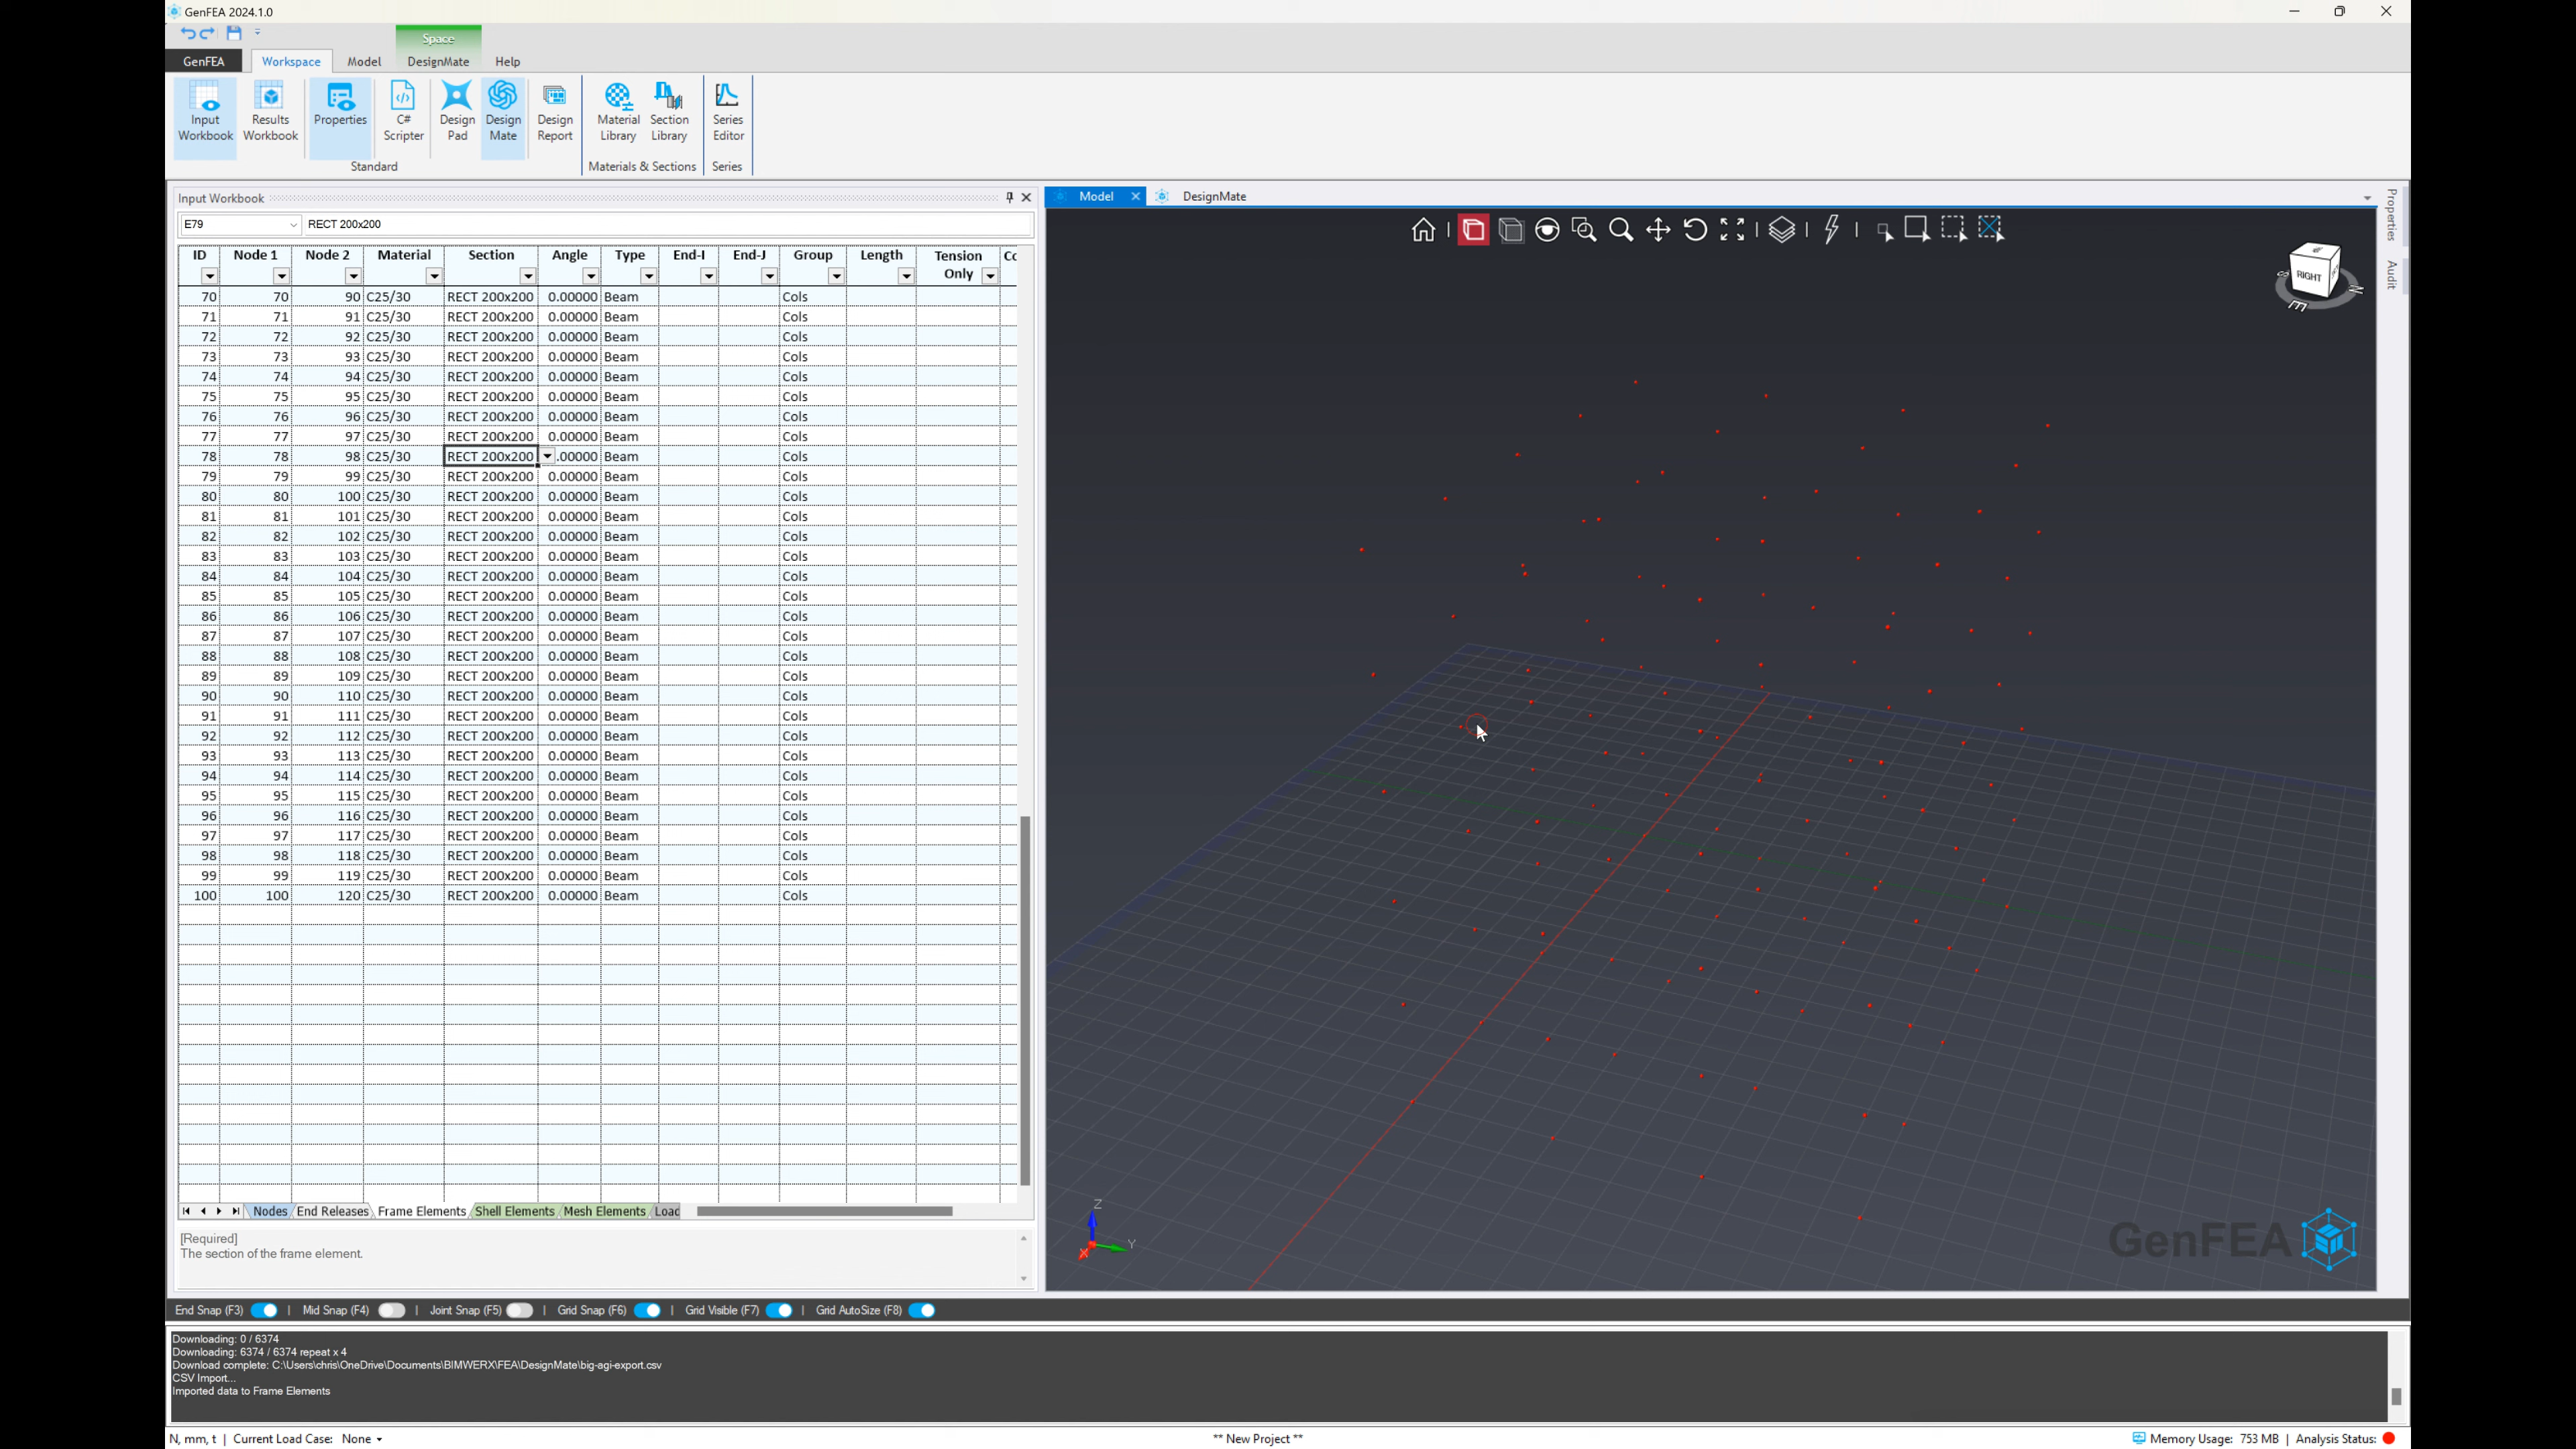 GenFEA 2024.1.0
Space
GenFEA Workspace Model DesignMate Help
Input Workbook
Results Workbook
Properties
C# Scripter
Design Pad
Design Mate
Design Report
Material Library
Section Library
Series Editor
Standard
Materials & Sections
Series
Input Workbook
Model
DesignMate
Properties
Audit
E79 RECT 200x200
ID Node 1 Node 2 Material Section Angle Type End-I End-J Group Length Tension Only Cc
70 70 90 C25/30 RECT 200x200 0.00000 Beam Cols
71 71 91 C25/30 RECT 200x200 0.00000 Beam Cols
72 72 92 C25/30 RECT 200x200 0.00000 Beam Cols
73 73 93 C25/30 RECT 200x200 0.00000 Beam Cols
74 74 94 C25/30 RECT 200x200 0.00000 Beam Cols
75 75 95 C25/30 RECT 200x200 0.00000 Beam Cols
76 76 96 C25/30 RECT 200x200 0.00000 Beam Cols
77 77 97 C25/30 RECT 200x200 0.00000 Beam Cols
78 78 98 C25/30 RECT 200x200 .00000 Beam Cols
79 79 99 C25/30 RECT 200x200 0.00000 Beam Cols
80 80 100 C25/30 RECT 200x200 0.00000 Beam Cols
81 81 101 C25/30 RECT 200x200 0.00000 Beam Cols
82 82 102 C25/30 RECT 200x200 0.00000 Beam Cols
83 83 103 C25/30 RECT 200x200 0.00000 Beam Cols
84 84 104 C25/30 RECT 200x200 0.00000 Beam Cols
85 85 105 C25/30 RECT 200x200 0.00000 Beam Cols
86 86 106 C25/30 RECT 200x200 0.00000 Beam Cols
87 87 107 C25/30 RECT 200x200 0.00000 Beam Cols
88 88 108 C25/30 RECT 200x200 0.00000 Beam Cols
89 89 109 C25/30 RECT 200x200 0.00000 Beam Cols
90 90 110 C25/30 RECT 200x200 0.00000 Beam Cols
91 91 111 C25/30 RECT 200x200 0.00000 Beam Cols
92 92 112 C25/30 RECT 200x200 0.00000 Beam Cols
93 93 113 C25/30 RECT 200x200 0.00000 Beam Cols
94 94 114 C25/30 RECT 200x200 0.00000 Beam Cols
95 95 115 C25/30 RECT 200x200 0.00000 Beam Cols
96 96 116 C25/30 RECT 200x200 0.00000 Beam Cols
97 97 117 C25/30 RECT 200x200 0.00000 Beam Cols
98 98 118 C25/30 RECT 200x200 0.00000 Beam Cols
99 99 119 C25/30 RECT 200x200 0.00000 Beam Cols
100 100 120 C25/30 RECT 200x200 0.00000 Beam Cols
RIGHT
E
N
Z
Y
X
GenFEA
Nodes End Releases Frame Elements Shell Elements Mesh Elements Load
[Required]
The section of the frame element.
End Snap (F3) | Mid Snap (F4) | Joint Snap (F5) | Grid Snap (F6) | Grid Visible (F7) | Grid AutoSize (F8)
Downloading: 0 / 6374
Downloading: 6374 / 6374 repeat x 4
Download complete: C:\Users\chris\OneDrive\Documents\BIMWERX\FEA\DesignMate\big-agi-export.csv
CSV Import...
Imported data to Frame Elements
N, mm, t | Current Load Case: None
** New Project **
Memory Usage: 753 MB | Analysis Status: